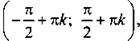 (-π/2 + πk; π/2 + πk),